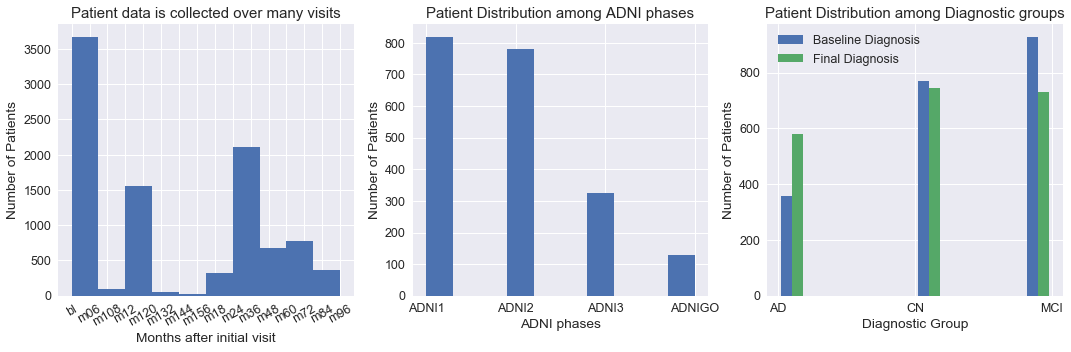 Patient data is collected over many visits
Number of Patients
3500
3000
2500
2000
1500
1000
500
0
bl
m06
m108
m12
m120
m132
m144
m156
m18
m24
m36
m48
m60
m72
m84
m96
Months after initial visit
Patient Distribution among ADNI phases
Number of Patients
800
700
600
500
400
300
200
100
0
ADNI1
ADNI2
ADNI3
ADNIGO
ADNI phases
Patient Distribution among Diagnostic groups
Baseline Diagnosis
Final Diagnosis
Number of Patients
800
600
400
200
0
AD
CN
MCI
Diagnostic Group